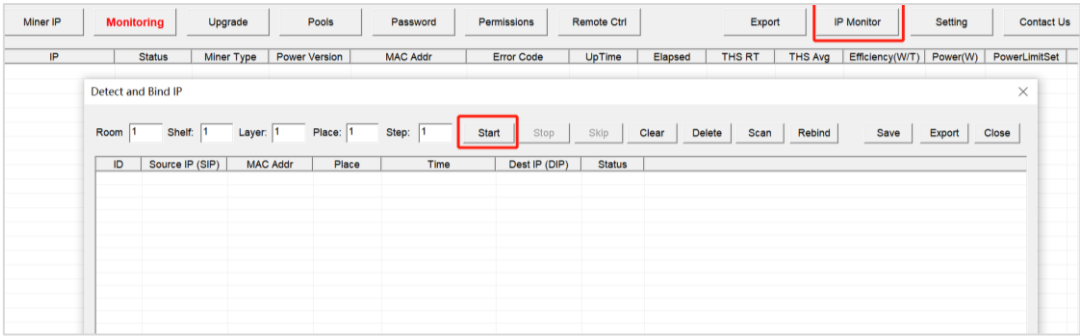 Miner IP Monitoring Upgrade Pools Password Permissions Remote Ctrl Export IP Monitor Setting Contact Us
IP Status Miner Type Power Version MAC Addr Error Code UpTime Elapsed THS RT THS Avg Efficiency(W/T) Power(W) PowerLimitSet
Detect and Bind IP
Room 1 Shelf: 1 Layer: 1 Place: 1 Step: 1 Start Stop Skip Clear Delete Scan Rebind Save Export Close
ID Source IP (SIP) MAC Addr Place Time Dest IP (DIP) Status